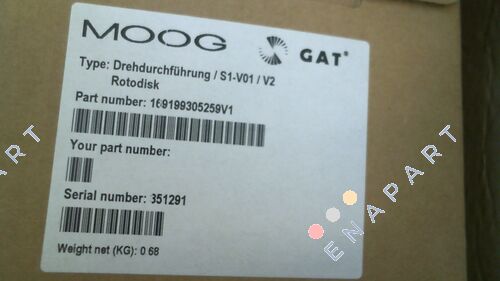 MOOG GAT®
Type: Drehdurchführung / S1-V01 / V2
Rotodisk
Part number: 169199305259V1
Your part number:
Serial number: 351291
Weight net (KG): 0 68
ENAPART
ENAPART